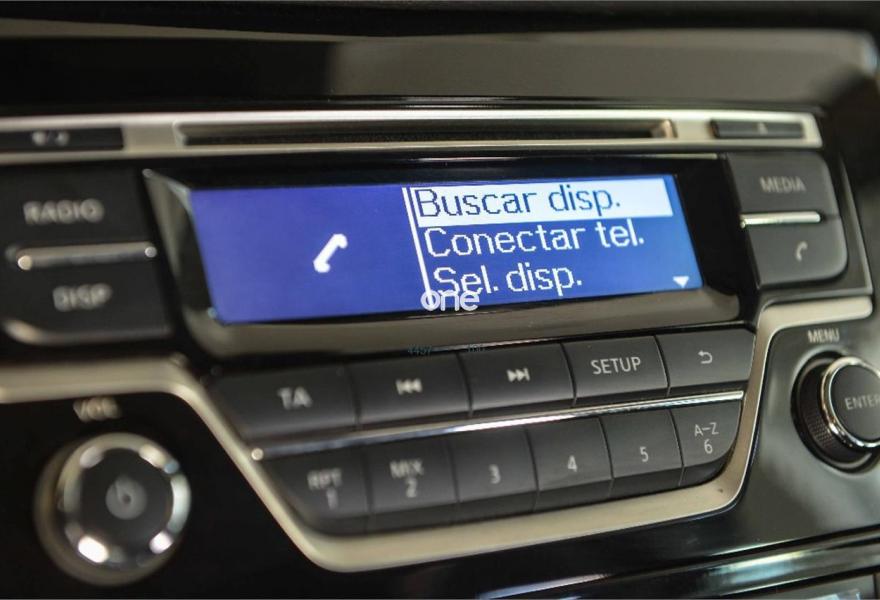 RADIO
DISP
Buscar disp.
Conectar tel.
Sel. disp.
one
MEDIA
TA
SETUP
MENU
ENTER
VOL
RPT
1
MIX
2
3
4
5
A-Z
6